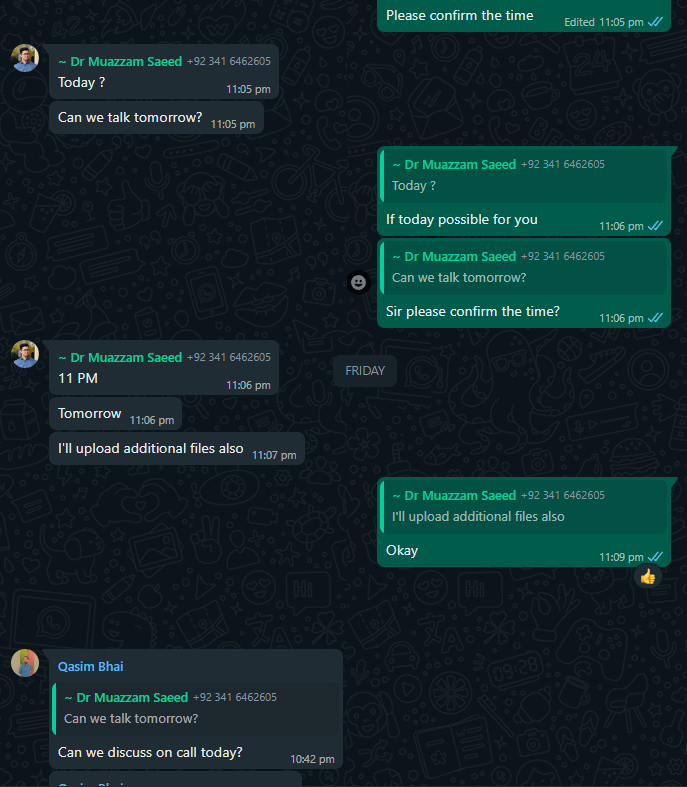 Please confirm the time
Edited 11:05 pm
~ Dr Muazzam Saeed +92 341 6462605
Today ?
11:05 pm
Can we talk tomorrow?
11:05 pm
~ Dr Muazzam Saeed +92 341 6462605
Today ?
If today possible for you
11:06 pm
~ Dr Muazzam Saeed +92 341 6462605
Can we talk tomorrow?
Sir please confirm the time?
11:06 pm
~ Dr Muazzam Saeed +92 341 6462605
11 PM
11:06 pm
FRIDAY
Tomorrow
11:06 pm
I'll upload additional files also
11:07 pm
~ Dr Muazzam Saeed +92 341 6462605
I'll upload additional files also
Okay
11:09 pm
Qasim Bhai
~ Dr Muazzam Saeed +92 341 6462605
Can we talk tomorrow?
Can we discuss on call today?
10:42 pm